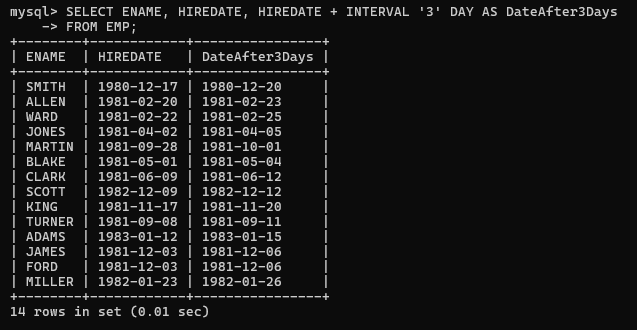 mysql> SELECT ENAME, HIREDATE, HIREDATE + INTERVAL '3' DAY AS DateAfter3Days
    -> FROM EMP;
+--------+------------+----------------+
| ENAME  | HIREDATE   | DateAfter3Days |
+--------+------------+----------------+
| SMITH  | 1980-12-17 | 1980-12-20     |
| ALLEN  | 1981-02-20 | 1981-02-23     |
| WARD   | 1981-02-22 | 1981-02-25     |
| JONES  | 1981-04-02 | 1981-04-05     |
| MARTIN | 1981-09-28 | 1981-10-01     |
| BLAKE  | 1981-05-01 | 1981-05-04     |
| CLARK  | 1981-06-09 | 1981-06-12     |
| SCOTT  | 1982-12-09 | 1982-12-12     |
| KING   | 1981-11-17 | 1981-11-20     |
| TURNER | 1981-09-08 | 1981-09-11     |
| ADAMS  | 1983-01-12 | 1983-01-15     |
| JAMES  | 1981-12-03 | 1981-12-06     |
| FORD   | 1981-12-03 | 1981-12-06     |
| MILLER | 1982-01-23 | 1982-01-26     |
+--------+------------+----------------+
14 rows in set (0.01 sec)